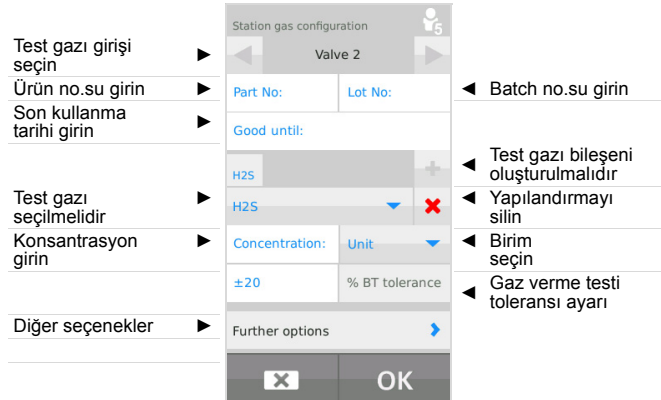 Station gas configuration
5
Test gazı girişi
seçin
Valve 2
Ürün no.su girin
Part No:
Lot No:
Batch no.su girin
Son kullanma
tarihi girin
Good until:
H2S
Test gazı bileşeni
oluşturulmalıdır
Test gazı
seçilmelidir
H2S
Yapılandırmayı
silin
Konsantrasyon
girin
Concentration:
Unit
Birim
seçin
±20
% BT tolerance
Gaz verme testi
toleransı ayarı
Diğer seçenekler
Further options
OK